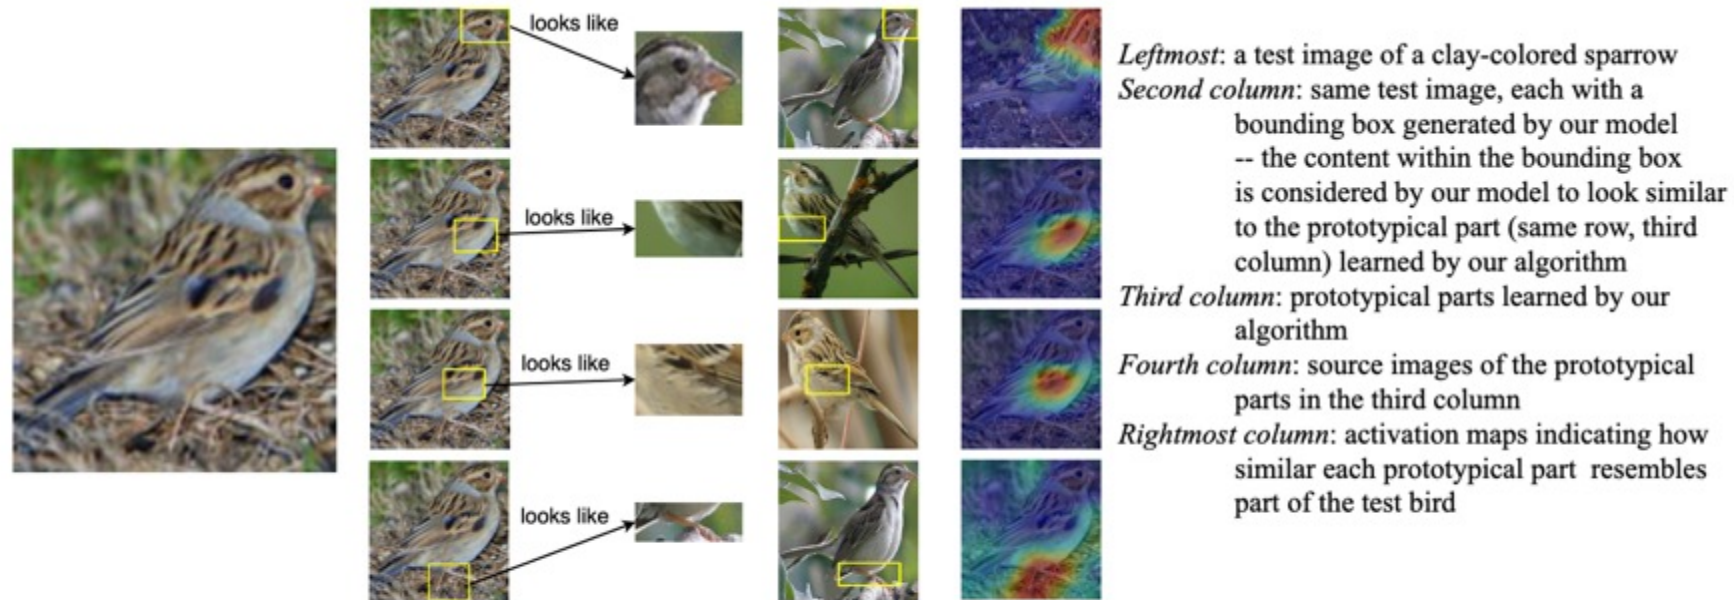 looks like
looks like
looks like
looks like
Leftmost: a test image of a clay-colored sparrow
Second column: same test image, each with a
bounding box generated by our model
-- the content within the bounding box
is considered by our model to look similar
to the prototypical part (same row, third
column) learned by our algorithm
Third column: prototypical parts learned by our
algorithm
Fourth column: source images of the prototypical
parts in the third column
Rightmost column: activation maps indicating how
similar each prototypical part resembles
part of the test bird